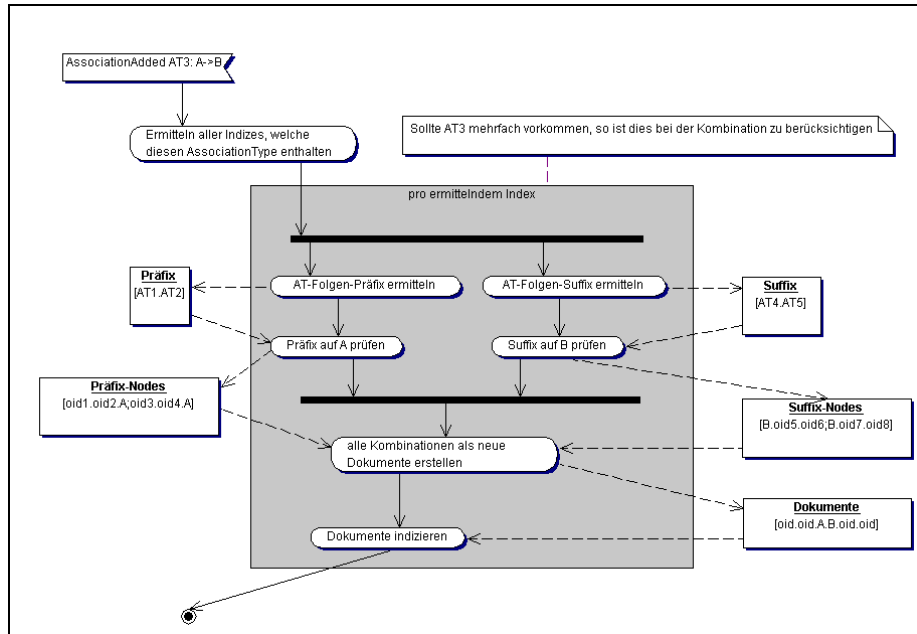 AssociationAdded AT3: A->B
Ermitteln aller Indizes, welche
diesen AssociationType enthalten
Sollte AT3 mehrfach vorkommen, so ist dies bei der Kombination zu berücksichtigen
pro ermittelndem Index
AT-Folgen-Präfix ermitteln
AT-Folgen-Suffix ermitteln
Präfix
[AT1.AT2]
Suffix
[AT4.AT5]
Präfix auf A prüfen
Suffix auf B prüfen
Präfix-Nodes
[oid1.oid2.A;oid3.oid4.A]
Suffix-Nodes
[B.oid5.oid6;B.oid7.oid8]
alle Kombinationen als neue
Dokumente erstellen
Dokumente
[oid.oid.A.B.oid.oid]
Dokumente indizieren